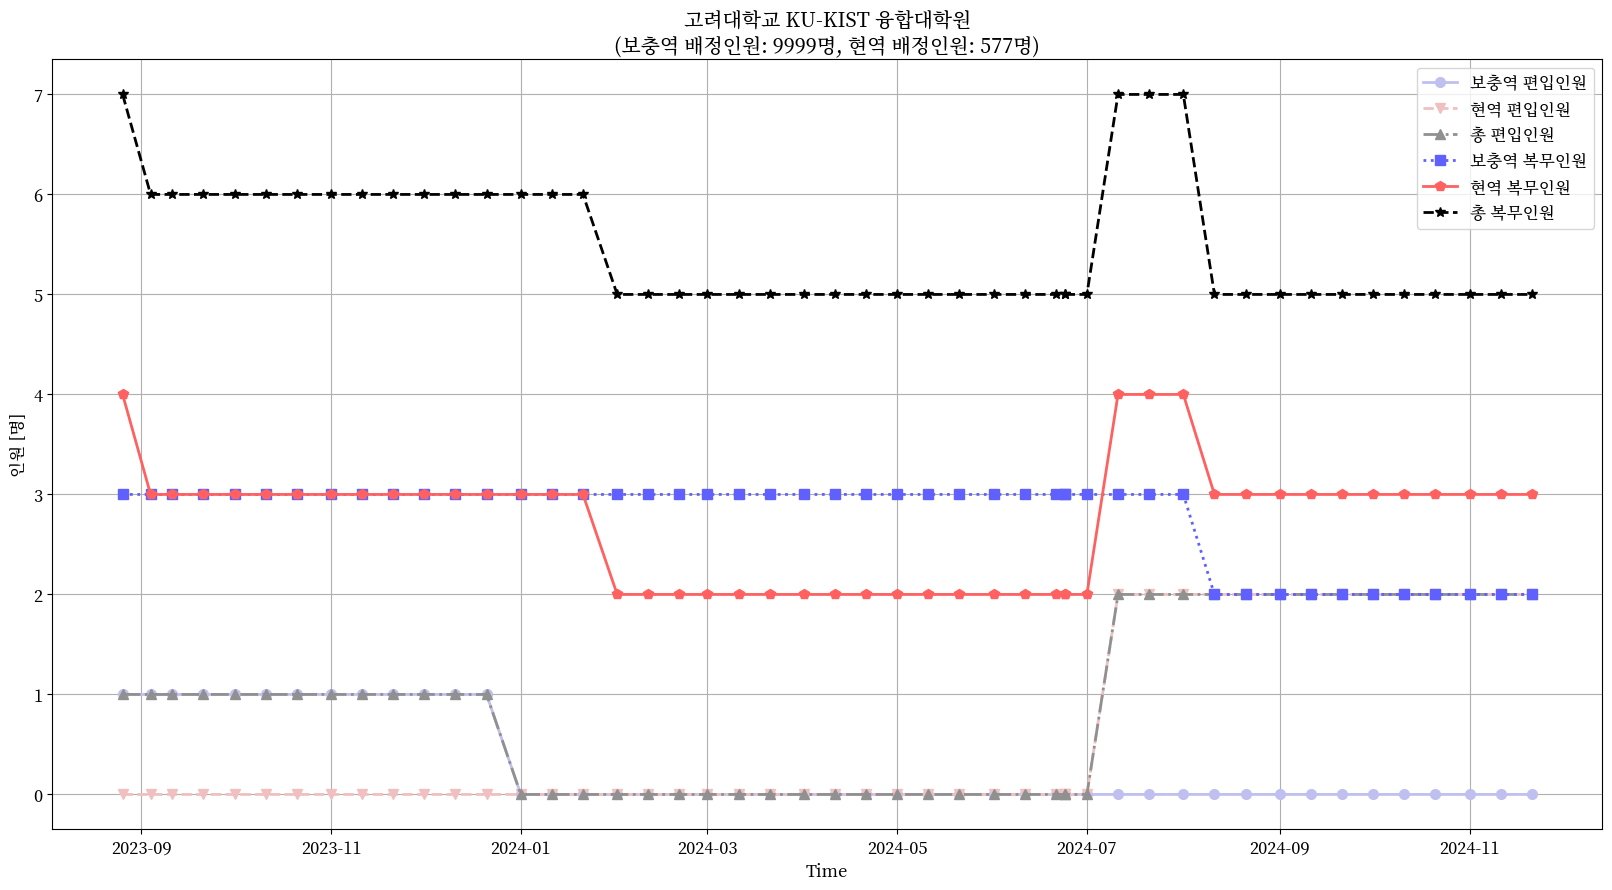 고려대학교 KU-KIST 융합대학원
(보충역 배정인원: 9999명, 현역 배정인원: 577명)
보충역 편입인원
현역 편입인원
총 편입인원
보충역 복무인원
현역 복무인원
총 복무인원
인원 [명]
7
6
5
4
3
2
1
0
2023-09
2023-11
2024-01
2024-03
2024-05
2024-07
2024-09
2024-11
Time